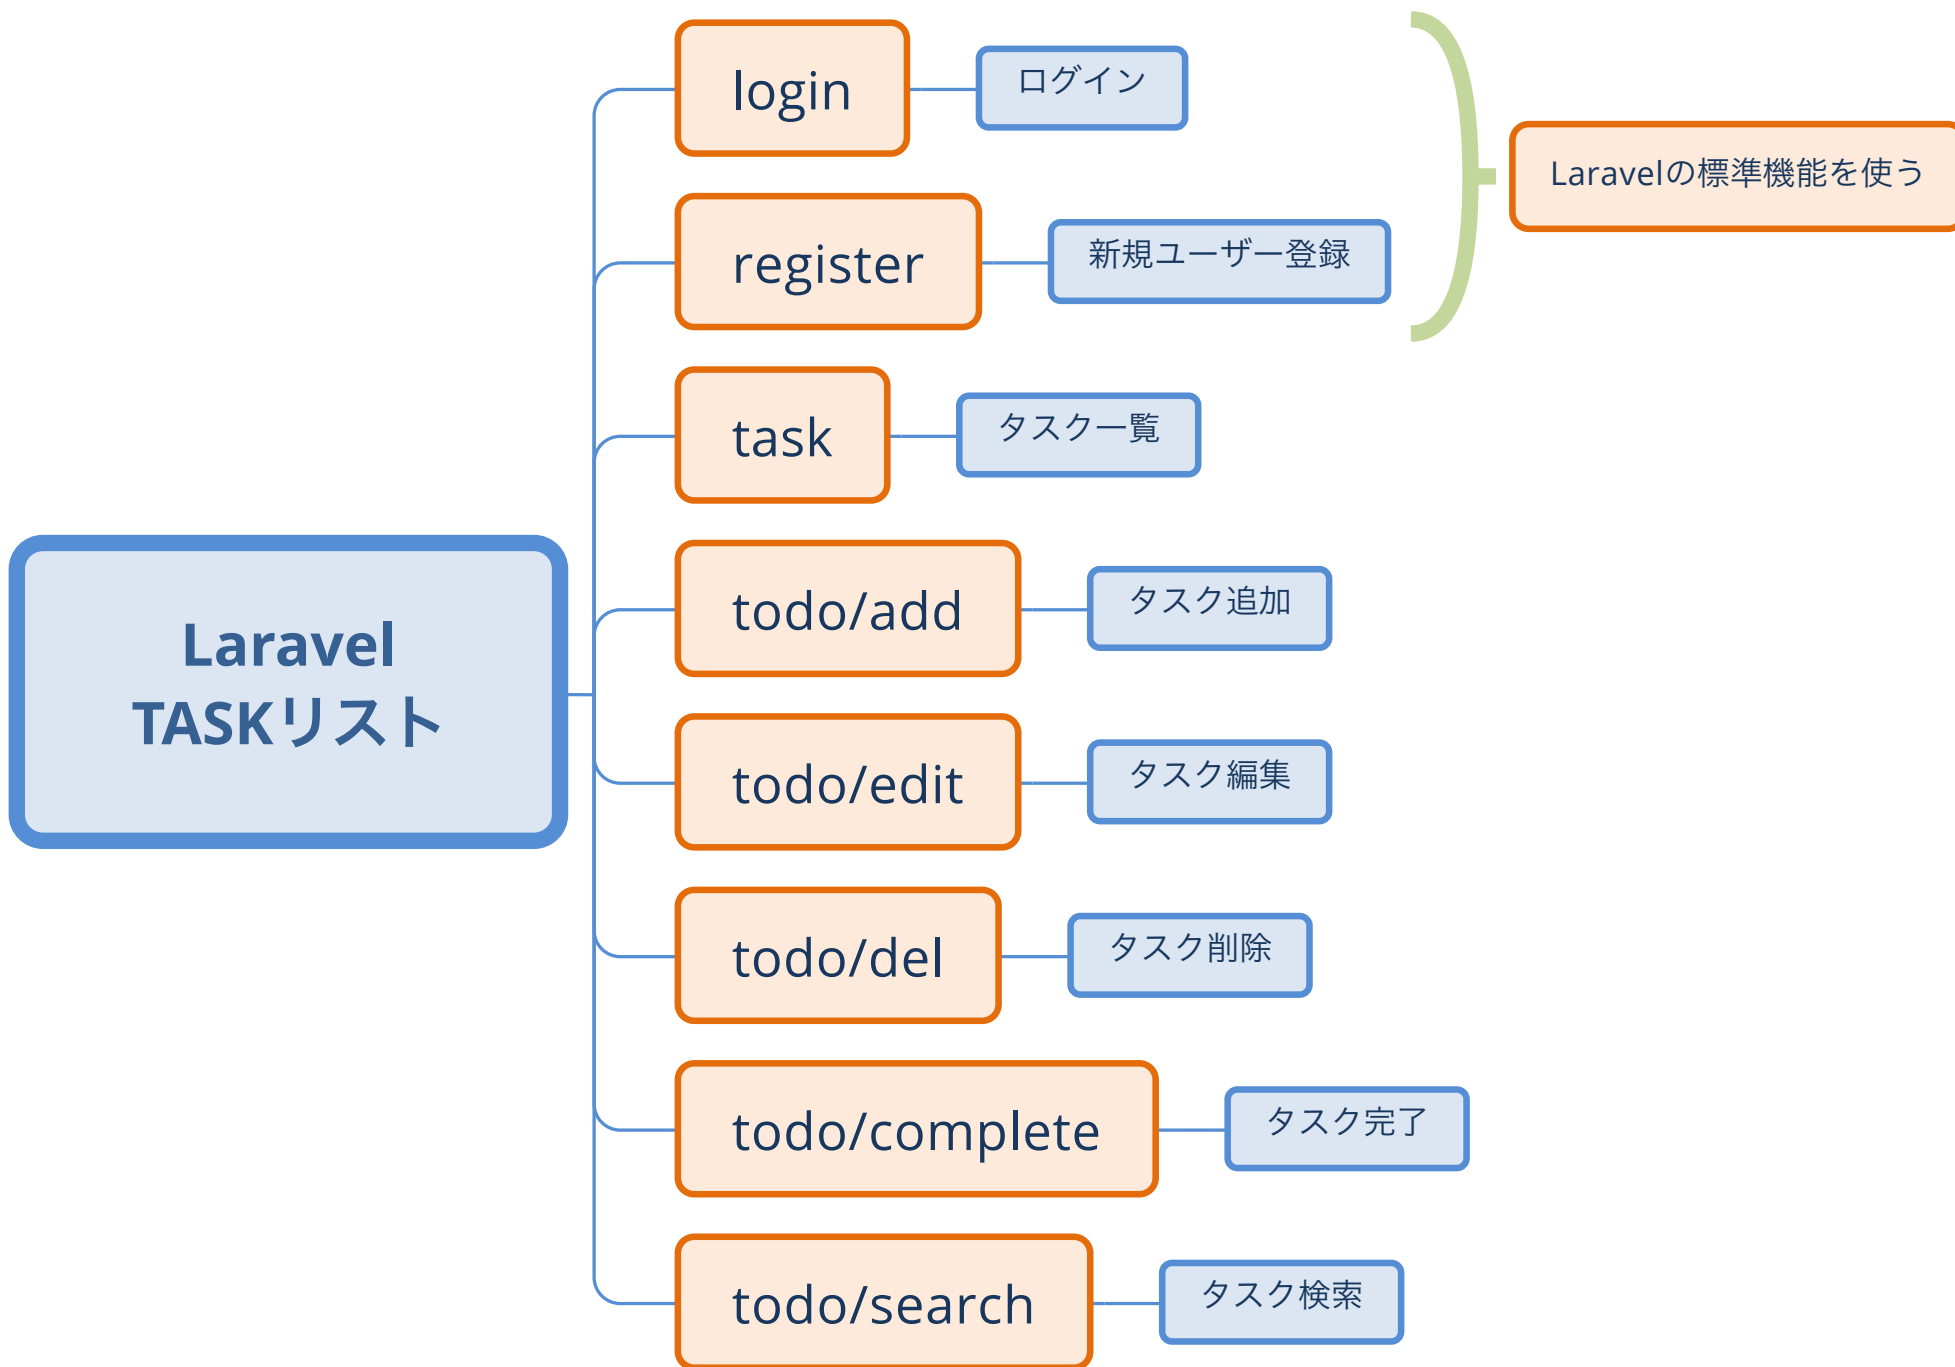 login
ログイン
Laravelの標準機能を使う
register
新規ユーザー登録
task
タスク一覧
Laravel
TASKリスト
todo/add
タスク追加
todo/edit
タスク編集
todo/del
タスク削除
todo/complete
タスク完了
todo/search
タスク検索